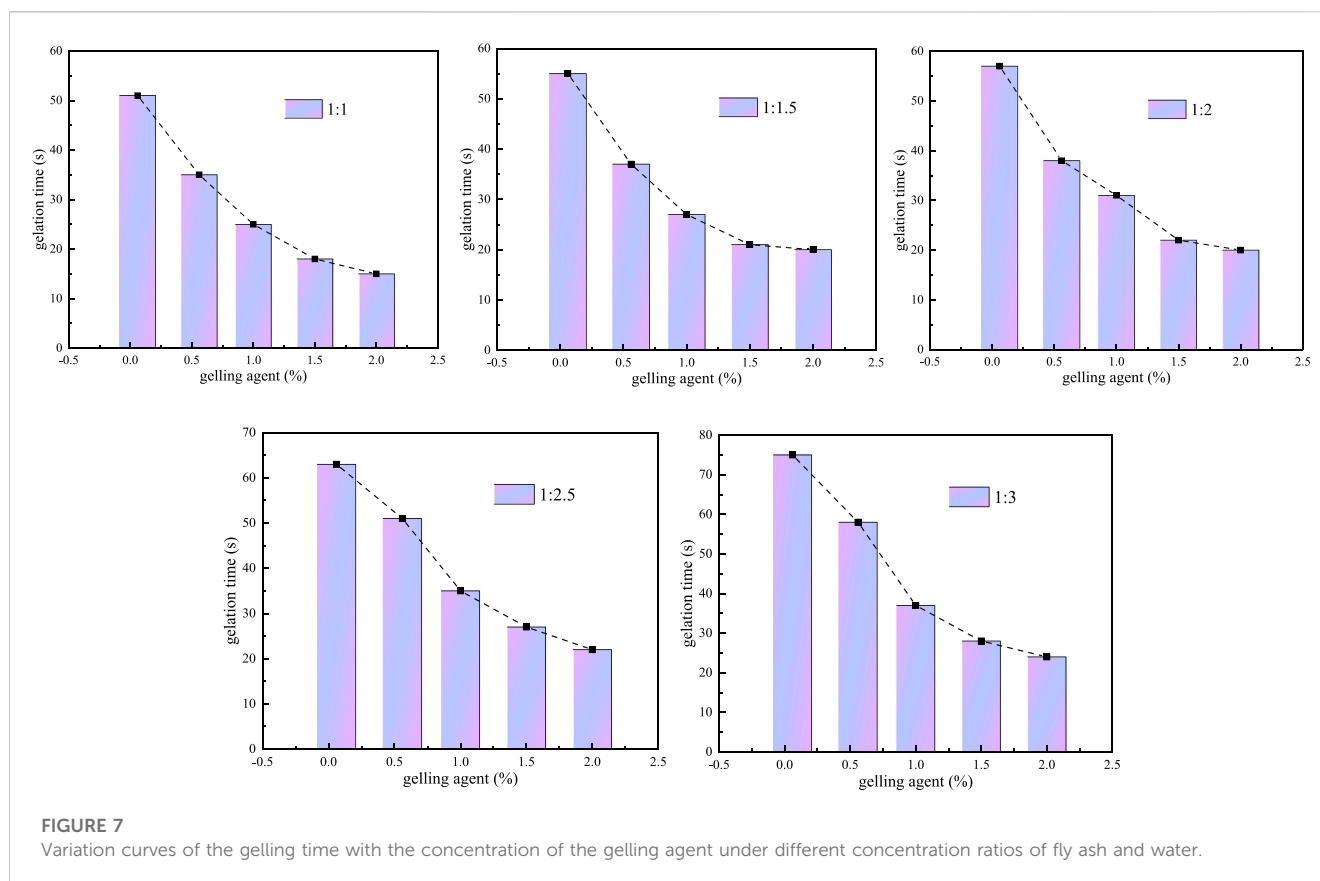 60
50
40
30
20
10
0
-0.5 0.0 0.5 1.0 1.5 2.0 2.5
gelling agent (%)
gelation time (s)
1:1
60
50
40
30
20
10
0
-0.5 0.0 0.5 1.0 1.5 2.0 2.5
gelling agent (%)
gelation time (s)
1:1.5
60
50
40
30
20
10
0
-0.5 0.0 0.5 1.0 1.5 2.0 2.5
gelling agent (%)
gelation time (s)
1:2
70
60
50
40
30
20
10
0
-0.5 0.0 0.5 1.0 1.5 2.0 2.5
gelling agent (%)
gelation time (s)
1:2.5
80
70
60
50
40
30
20
10
0
-0.5 0.0 0.5 1.0 1.5 2.0 2.5
gelling agent (%)
gelation time (s)
1:3
FIGURE 7
Variation curves of the gelling time with the concentration of the gelling agent under different concentration ratios of fly ash and water.